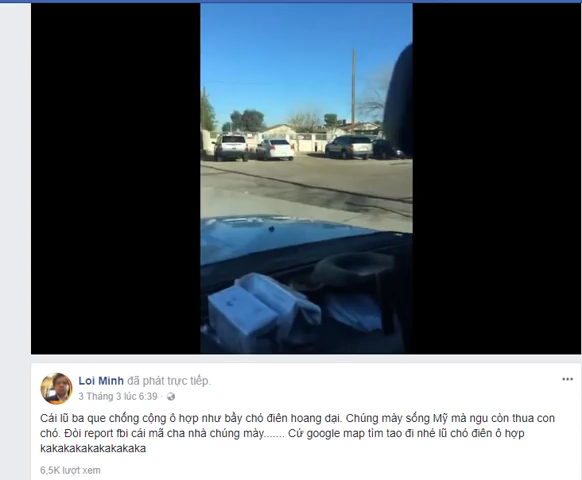 Loi Minh đã phát trực tiếp.
3 Tháng 3 lúc 6:39 ·
Cái lũ ba que chống cộng ô hợp như bầy chó điên hoang dại. Chúng mày sống Mỹ mà ngu còn thua con
chó. Đòi report fbi cái mã cha nhà chúng mày....... Cứ google map tìm tao đi nhé lũ chó điên ô hợp
kakakakakakakakaka
6,5K lượt xem